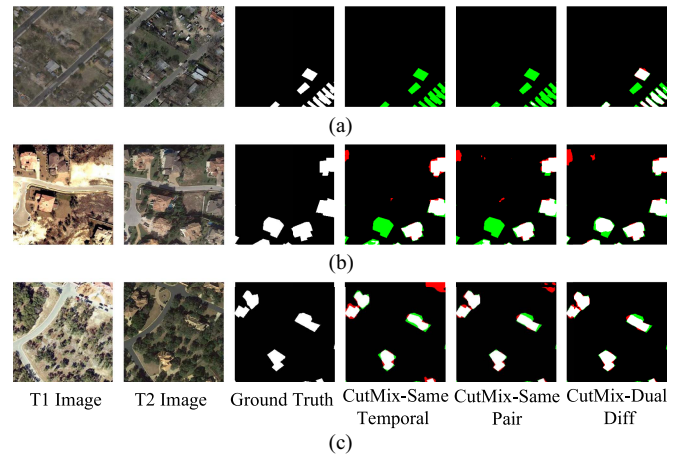 (a)
(b)
T1 Image T2 Image Ground Truth CutMix-Same CutMix-Same CutMix-Dual
Temporal Pair Diff
(c)